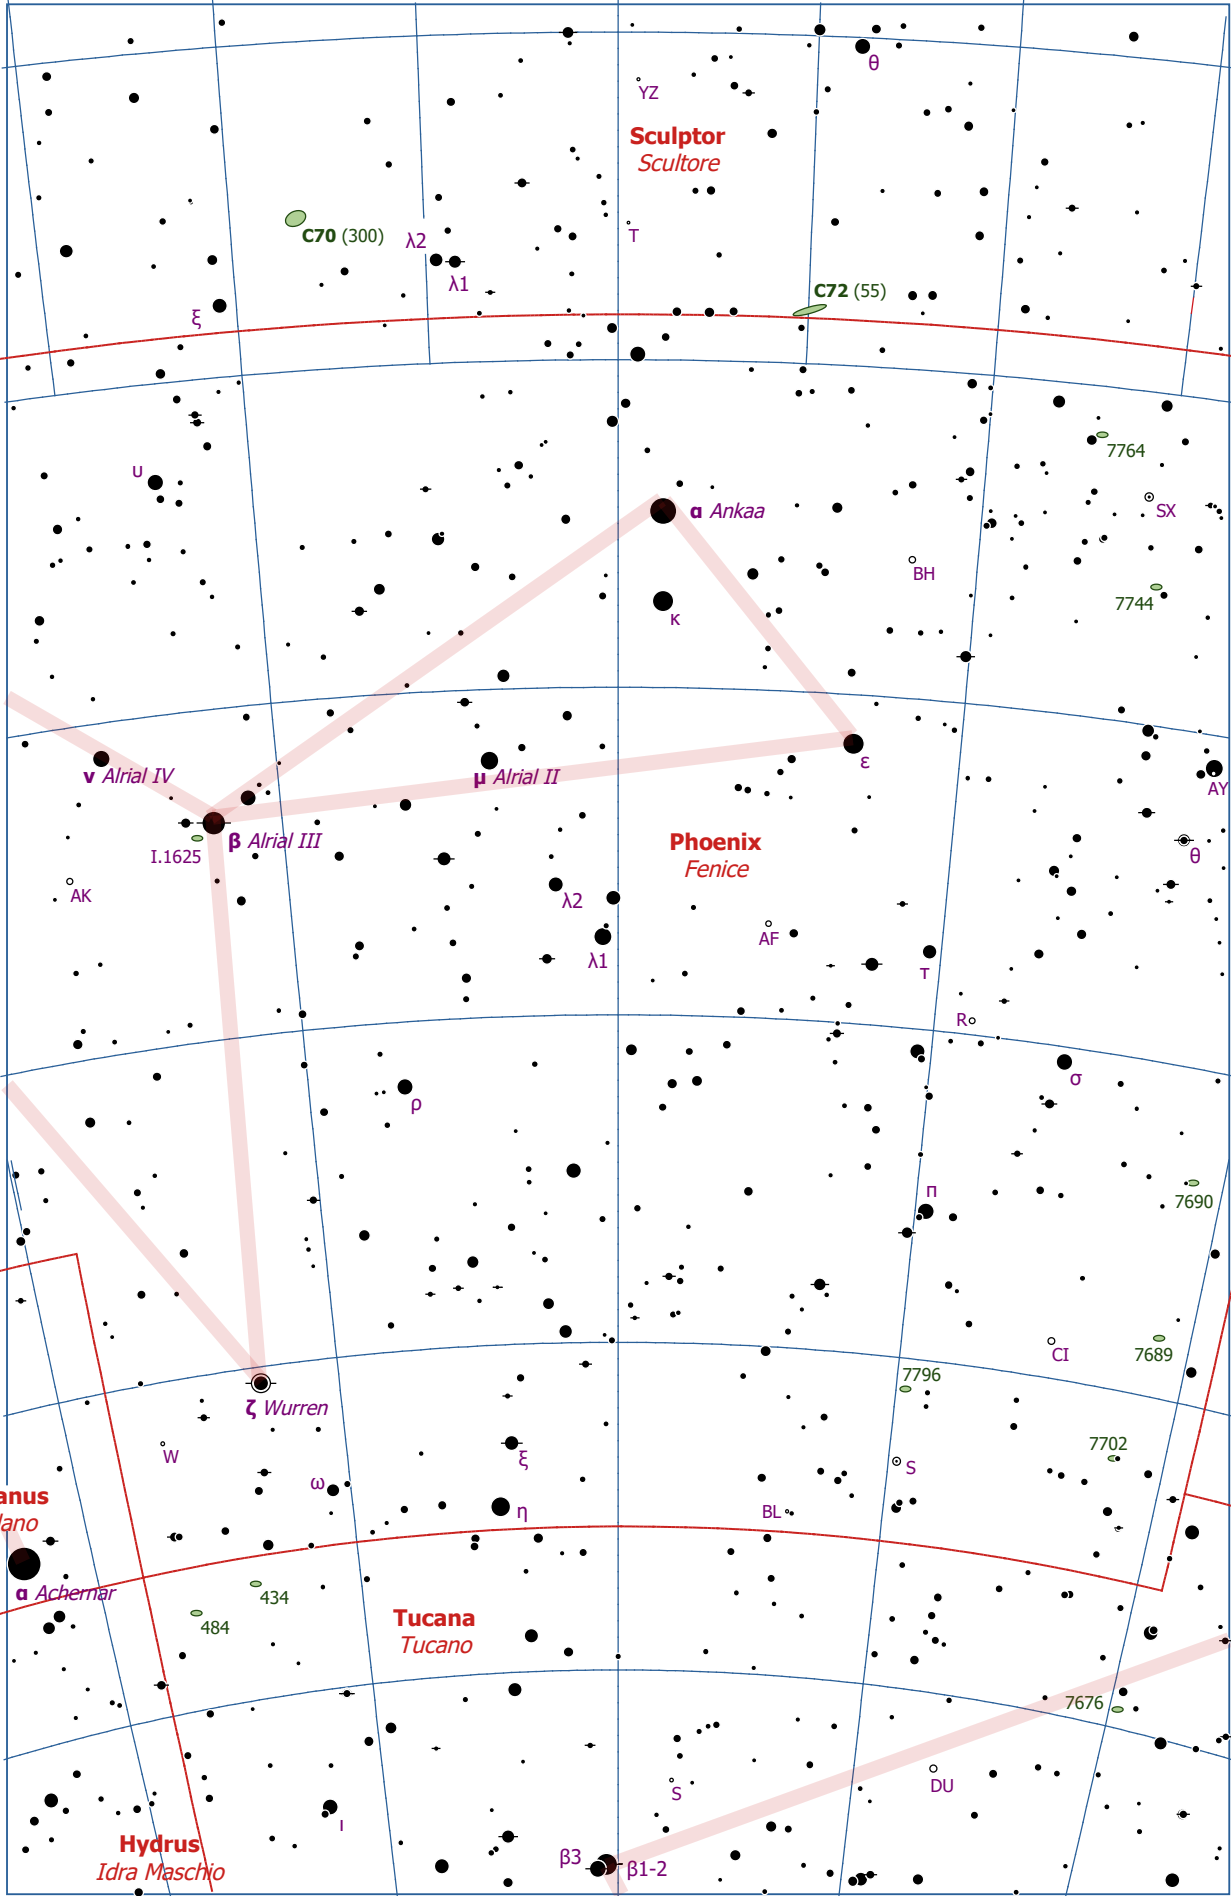 θ
YZ
Sculptor
Scultore
C70 (300)
T
λ2
λ1
C72 (55)
ξ
7764
υ
α Ankaa
SX
BH
7744
κ
ε
ν Alrial IV
μ Alrial II
AY
β Alrial III
Phoenix
Fenice
I.1625
θ
AK
λ2
AF
λ1
τ
R
σ
ρ
π
7690
CI
7689
7796
ζ Wurren
7702
W
ξ
S
ω
anus
lano
η
BL
α Achernar
434
484
Tucana
Tucano
7676
S
DU
ι
Hydrus
Idra Maschio
β3
β1-2